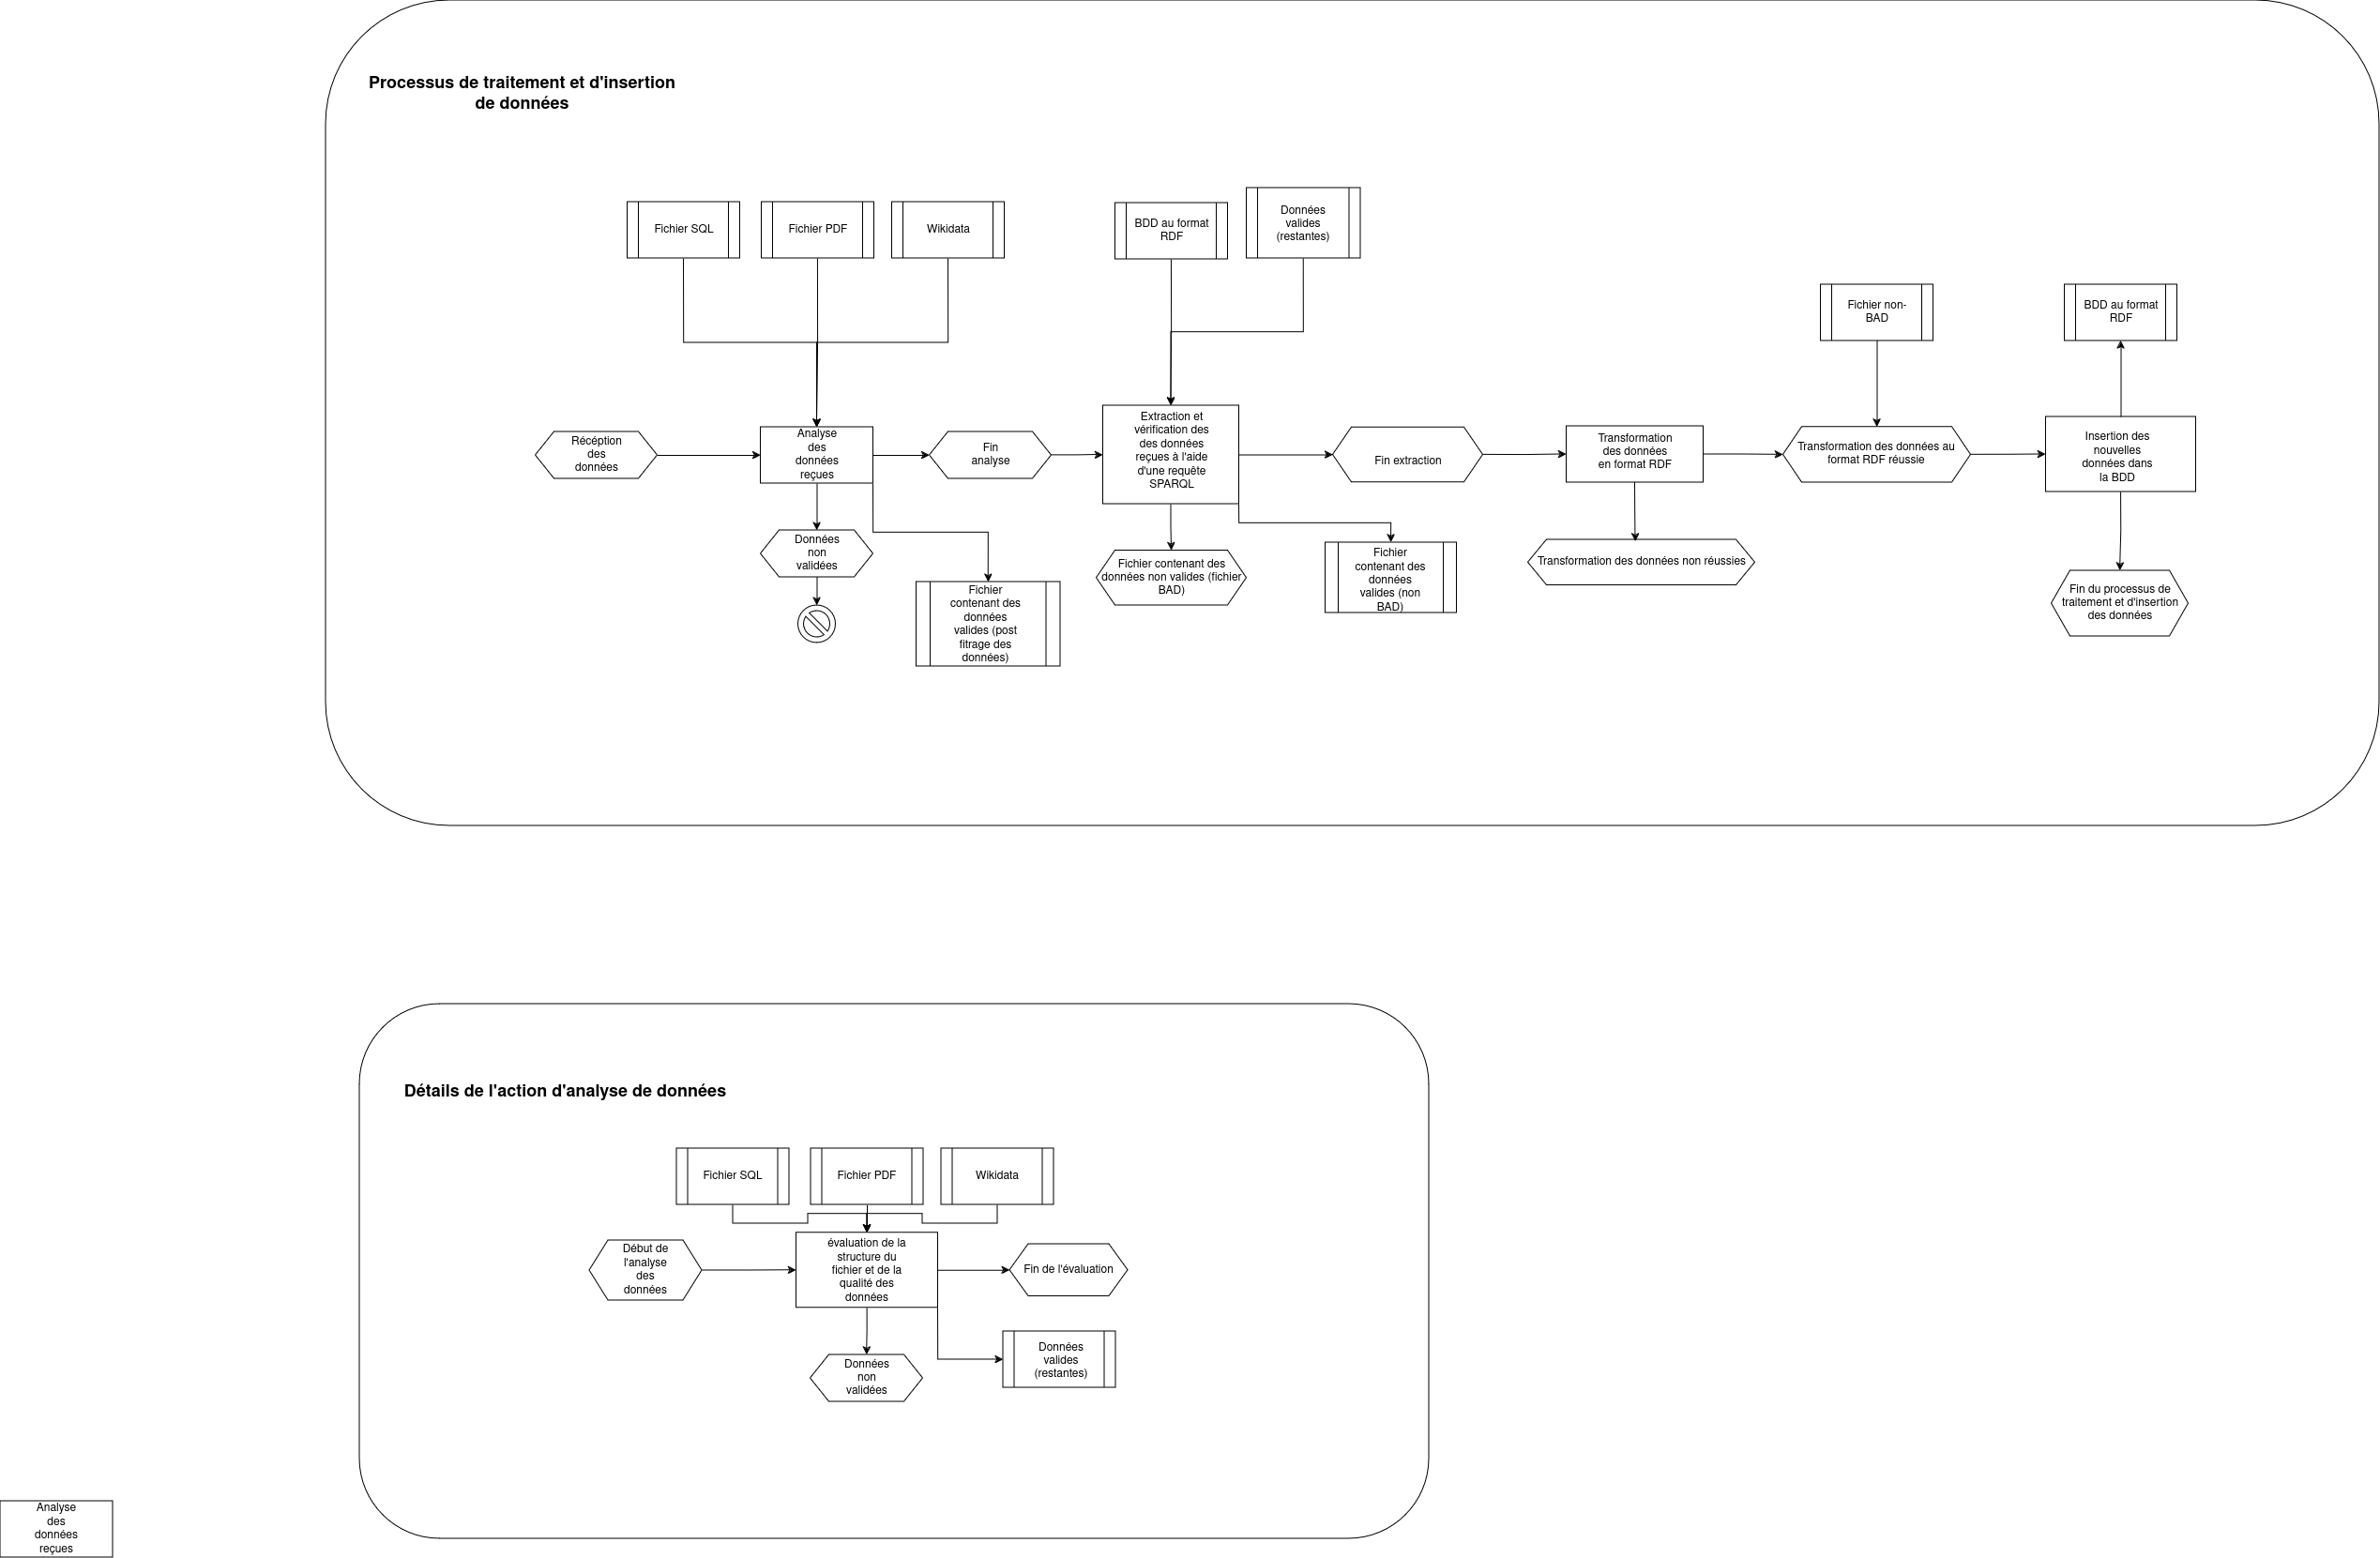 Processus de traitement et d'insertion
de données
Fichier SQL
Fichier PDF
Wikidata
BDD au format
RDF
Données
valides
(restantes)
Fichier non-
BAD
BDD au format
RDF
Récéption
des
données
Analyse
des
données
reçues
Fin
analyse
Extraction et
vérification des
des données
reçues à l'aide
d'une requête
SPARQL
Fin extraction
Transformation
des données
en format RDF
Transformation des données au
format RDF réussie
Insertion des
nouvelles
données dans
la BDD
Données
non
validées
Fichier
contenant des
données
valides (post
fitrage des
données)
Fichier contenant des
données non valides (fichier
BAD)
Fichier
contenant des
données
valides (non
BAD)
Transformation des données non réussies
Fin du processus de
traitement et d'insertion
des données
Détails de l'action d'analyse de données
Fichier SQL
Fichier PDF
Wikidata
Début de
l'analyse
des
données
évaluation de la
structure du
fichier et de la
qualité des
données
Fin de l'évaluation
Données
non
validées
Données
valides
(restantes)
Analyse
des
données
reçues